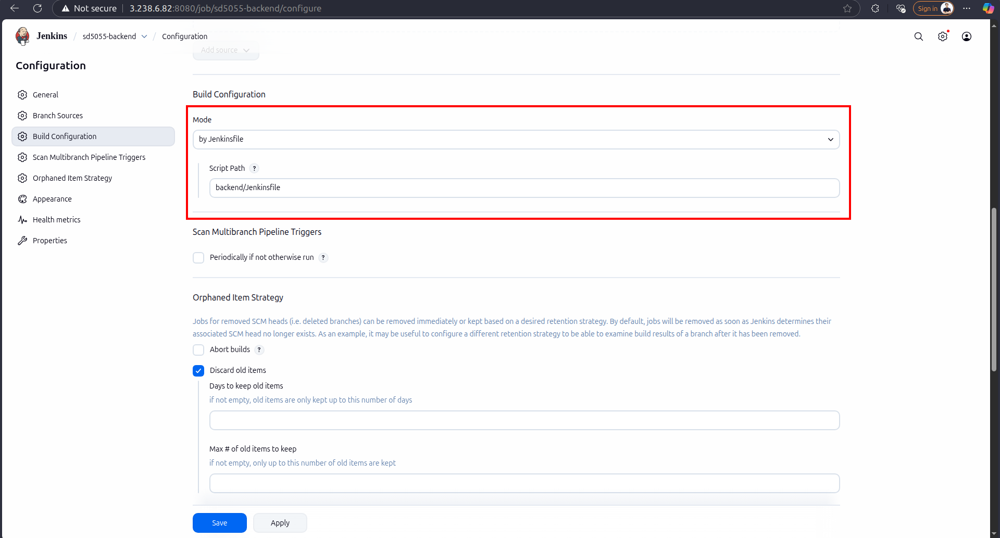 Not secure
3.238.6.82:8080/job/sd5055-backend/configure
Sign in
Jenkins / sd5055-backend / Configuration
Add source
Configuration
General
Branch Sources
Build Configuration
Scan Multibranch Pipeline Triggers
Orphaned Item Strategy
Appearance
Health metrics
Properties
Build Configuration
Mode
by Jenkinsfile
Script Path ?
backend/Jenkinsfile
Scan Multibranch Pipeline Triggers
Periodically if not otherwise run ?
Orphaned Item Strategy
Jobs for removed SCM heads (i.e. deleted branches) can be removed immediately or kept based on a desired retention strategy. By default, jobs will be removed as soon as Jenkins determines their
associated SCM head no longer exists. As an example, it may be useful to configure a different retention strategy to be able to examine build results of a branch after it has been removed.
Abort builds ?
Discard old items
Days to keep old items
if not empty, old items are only kept up to this number of days
Max # of old items to keep
if not empty, only up to this number of old items are kept
Save
Apply